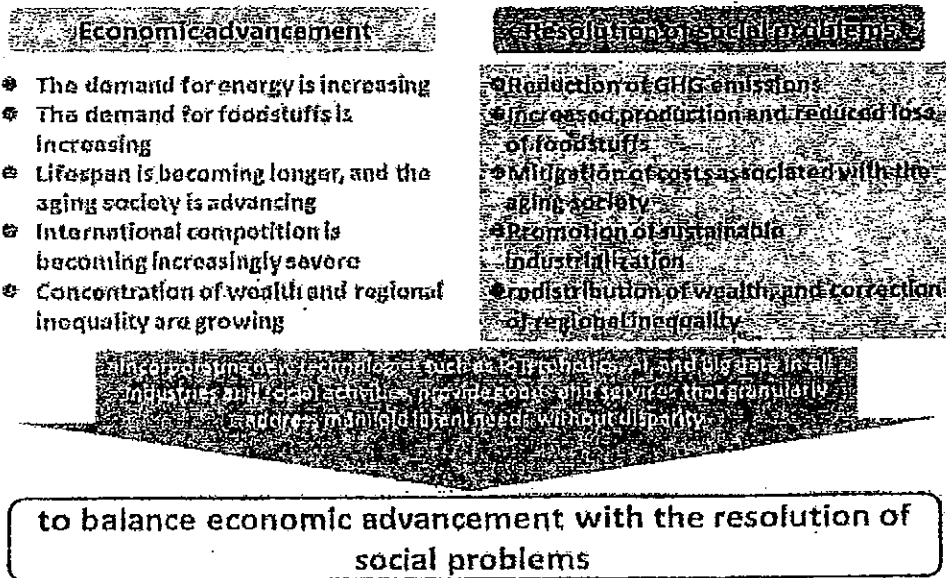 Economic advancement
The demand for energy is increasing
The demand for foodstuffs is
increasing
Lifespan is becoming longer, and the
aging society is advancing
International competition is
becoming increasingly severe
Concentration of wealth and regional
inequality are growing
Resolution of social problems
Reduction of GHG emissions
Increased production and reduced loss
of foodstuffs
Mitigation of costs associated with the
aging society
Promotion of sustainable
industrialization
redistribution of wealth, and correction
of regional inequality
Incorporating new technologies such as IoT, robotics, AI, and big data in all
industries and social activities, provide goods and services that granularly
address manifold latent needs without disparity
to balance economic advancement with the resolution of
social problems